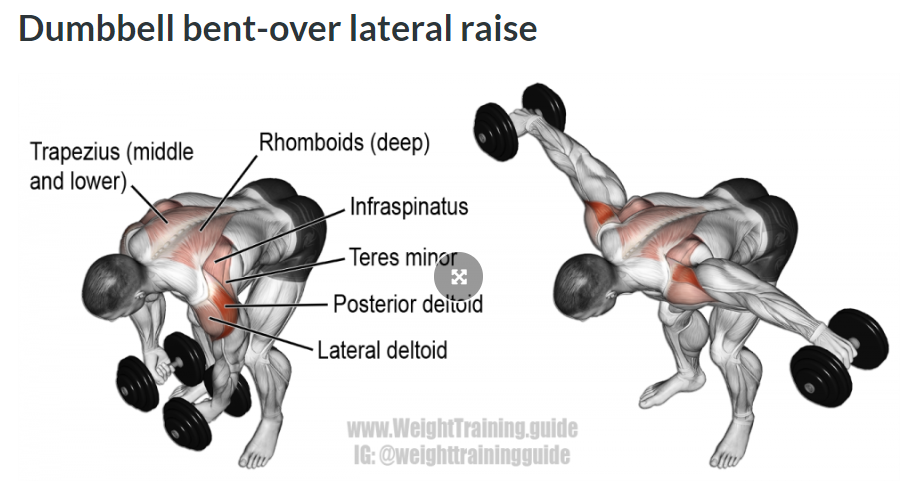 Dumbbell bent-over lateral raise
Trapezius (middle
and lower)
Rhomboids (deep)
Infraspinatus
Teres minor
Posterior deltoid
Lateral deltoid
www.WeightTraining.guide
IG: @weighttrainingguide